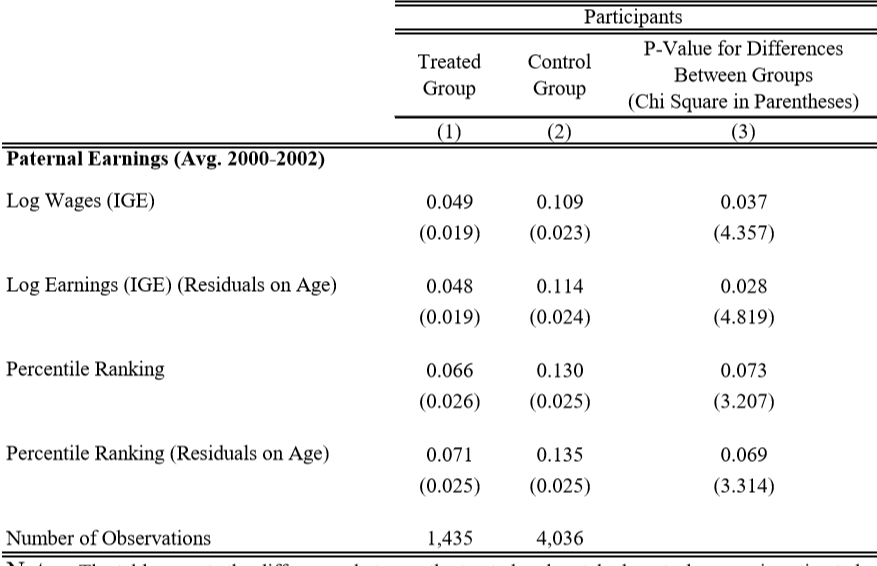 Participants
Treated Group
Control Group
P-Value for Differences Between Groups (Chi Square in Parentheses)
(1) (2) (3)
Paternal Earnings (Avg. 2000-2002)
Log Wages (IGE) 0.049 0.109 0.037
(0.019) (0.023) (4.357)
Log Earnings (IGE) (Residuals on Age) 0.048 0.114 0.028
(0.019) (0.024) (4.819)
Percentile Ranking 0.066 0.130 0.073
(0.026) (0.025) (3.207)
Percentile Ranking (Residuals on Age) 0.071 0.135 0.069
(0.025) (0.025) (3.314)
Number of Observations 1,435 4,036